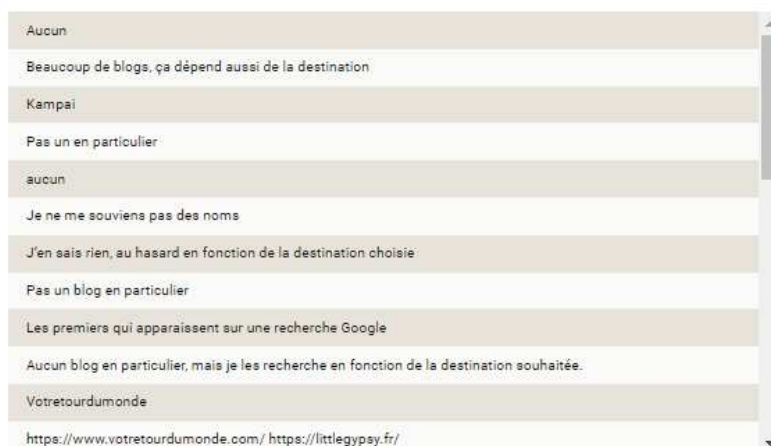 Aucun
Beaucoup de blogs, ça dépend aussi de la destination
Kampai
Pas un en particulier
aucun
Je ne me souviens pas des noms
J'en sais rien, au hasard en fonction de la destination choisie
Pas un blog en particulier
Les premiers qui apparaissent sur une recherche Google
Aucun blog en particulier, mais je les recherche en fonction de la destination souhaitée.
Votretourdumonde
https://www.votretourdumonde.com/ https://littlegypsy.fr/